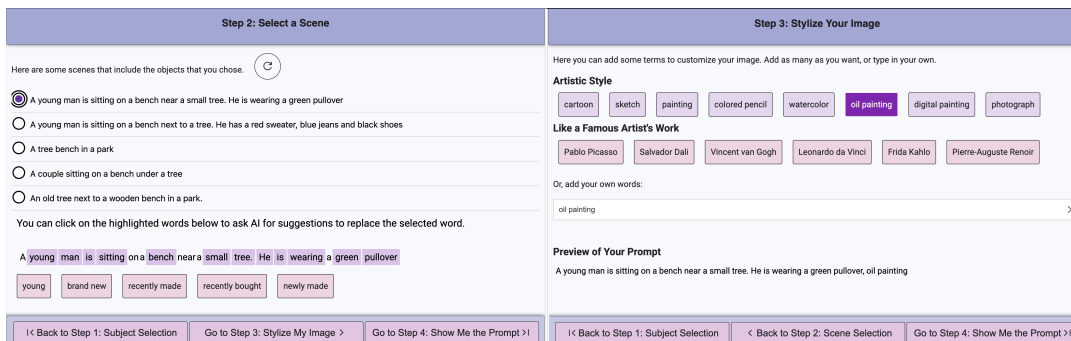 Step 2: Select a Scene
Here are some scenes that include the objects that you chose.
A young man is sitting on a bench near a small tree. He is wearing a green pullover
A young man is sitting on a bench next to a tree. He has a red sweater, blue jeans and black shoes
A tree bench in a park
A couple sitting on a bench under a tree
An old tree next to a wooden bench in a park.
You can click on the highlighted words below to ask AI for suggestions to replace the selected word.
A young man is sitting on a bench near a small tree. He is wearing a green pullover
young brand new recently made recently bought newly made
I< Back to Step 1: Subject Selection Go to Step 3: Stylize My Image > Go to Step 4: Show Me the Prompt >I
Step 3: Stylize Your Image
Here you can add some terms to customize your image. Add as many as you want, or type in your own.
Artistic Style
cartoon sketch painting colored pencil watercolor oil painting digital painting photograph
Like a Famous Artist's Work
Pablo Picasso Salvador Dali Vincent van Gogh Leonardo da Vinci Frida Kahlo Pierre-Auguste Renoir
Or, add your own words:
oil painting
Preview of Your Prompt
A young man is sitting on a bench near a small tree. He is wearing a green pullover, oil painting
I< Back to Step 1: Subject Selection < Back to Step 2: Scene Selection Go to Step 4: Show Me the Prompt >I